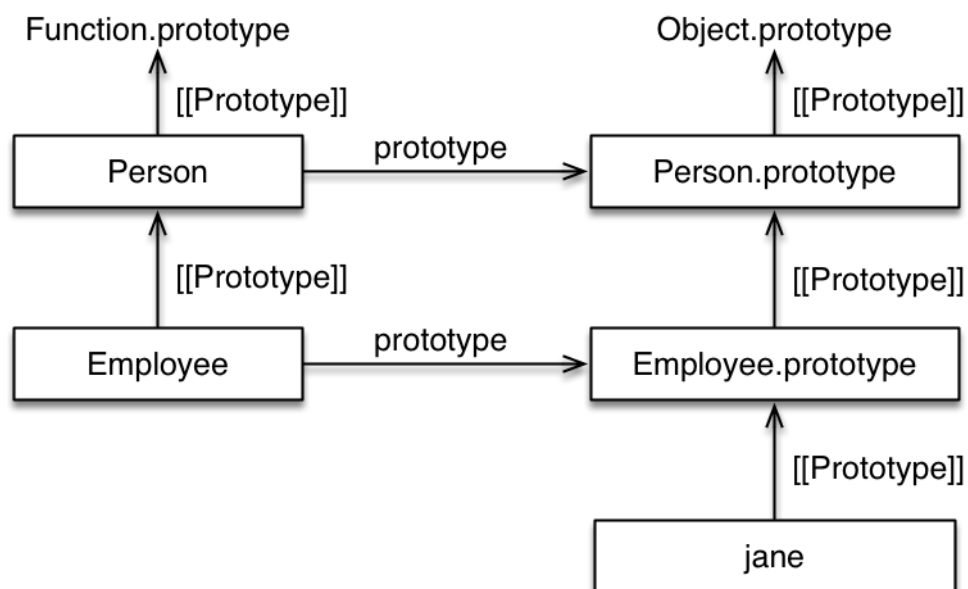 Function.prototype
Object.prototype
[[Prototype]]
[[Prototype]]
Person
prototype
Person.prototype
[[Prototype]]
[[Prototype]]
Employee
prototype
Employee.prototype
[[Prototype]]
jane